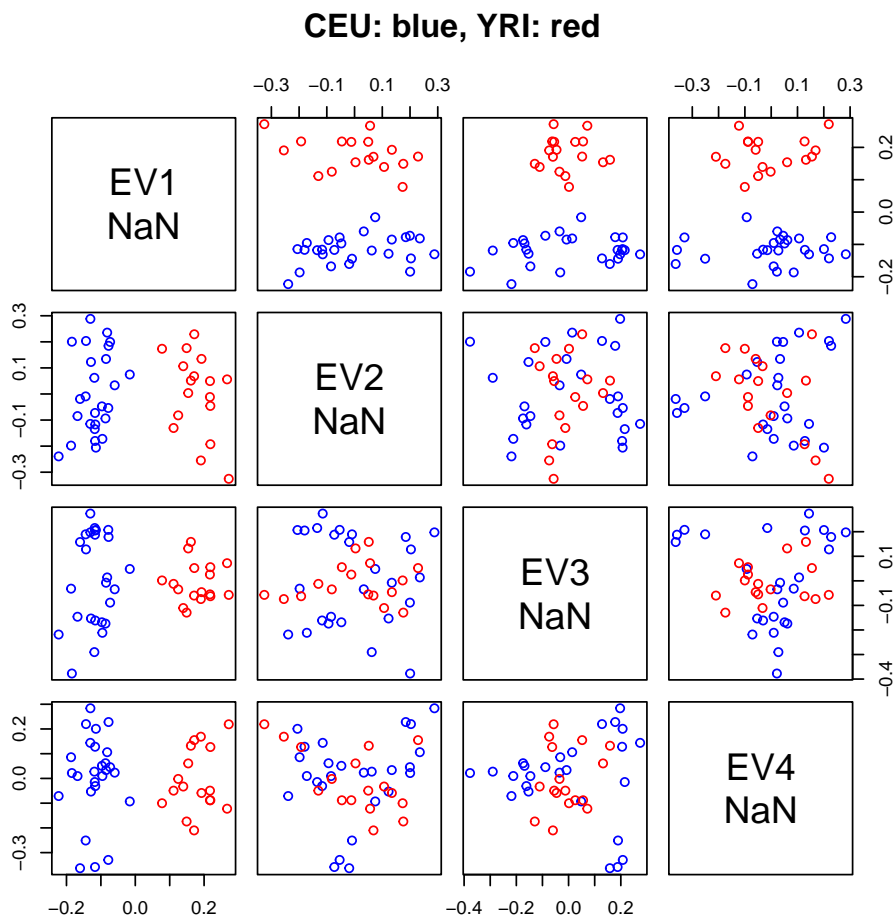 CEU: blue, YRI: red
−0.3 −0.1 0.1 0.3
−0.3 −0.1 0.1 0.3
EV1
NaN
−0.2 0.0 0.2
−0.3 −0.1 0.1 0.3
EV2
NaN
EV3
NaN
−0.4 −0.1 0.1
−0.3 0.0 0.2
EV4
NaN
−0.2 0.0 0.2
−0.4 −0.2 0.0 0.2